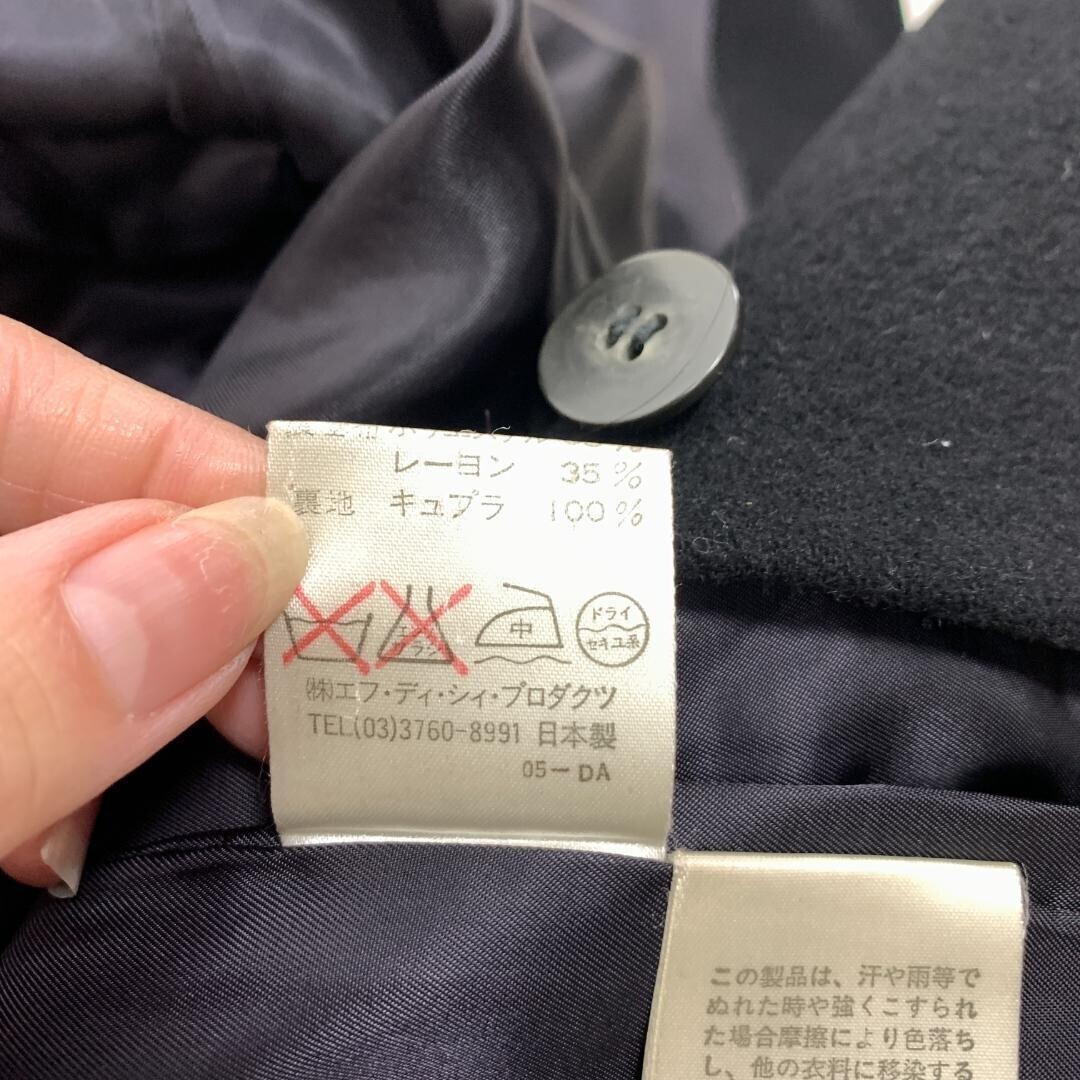 レーヨン 35%
裏地 キュプラ 100%
中
ドライ
セキユ系
(株)エフ・ディ・シィ・プロダクツ
TEL(03)3760-8991 日本製
05-DA
この製品は、汗や雨等で
ぬれた時や強くこすられ
た場合摩擦により色落ち
し、他の衣料に移染する